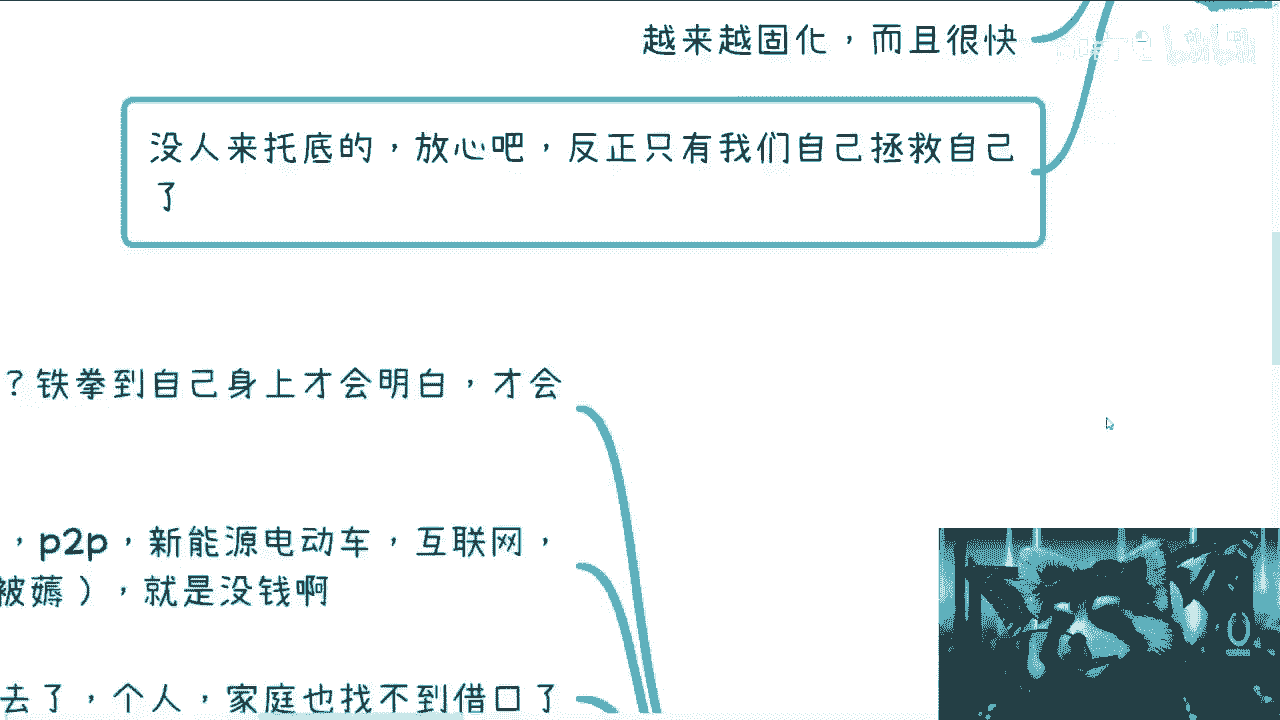 越来越固化，而且很快
没人来托底的，放心吧，反正只有我们自己拯救自己
了
？铁拳到自己身上才会明白，才会
，p2p，新能源电动车，互联网，
被薅），就是没钱啊
去了，个人，家庭也找不到借口了